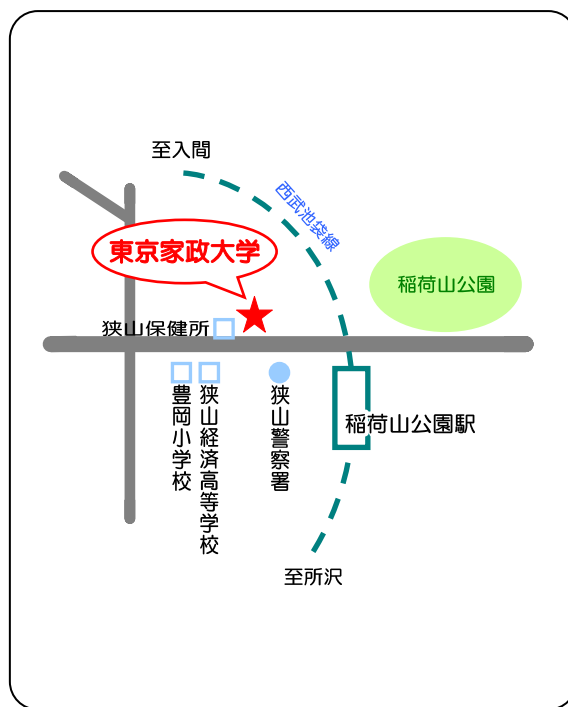 至入間
西武池袋線
東京家政大学
稲荷山公園
狭山保健所
豊岡小学校
狭山経済高等学校
狭山警察署
稲荷山公園駅
至所沢